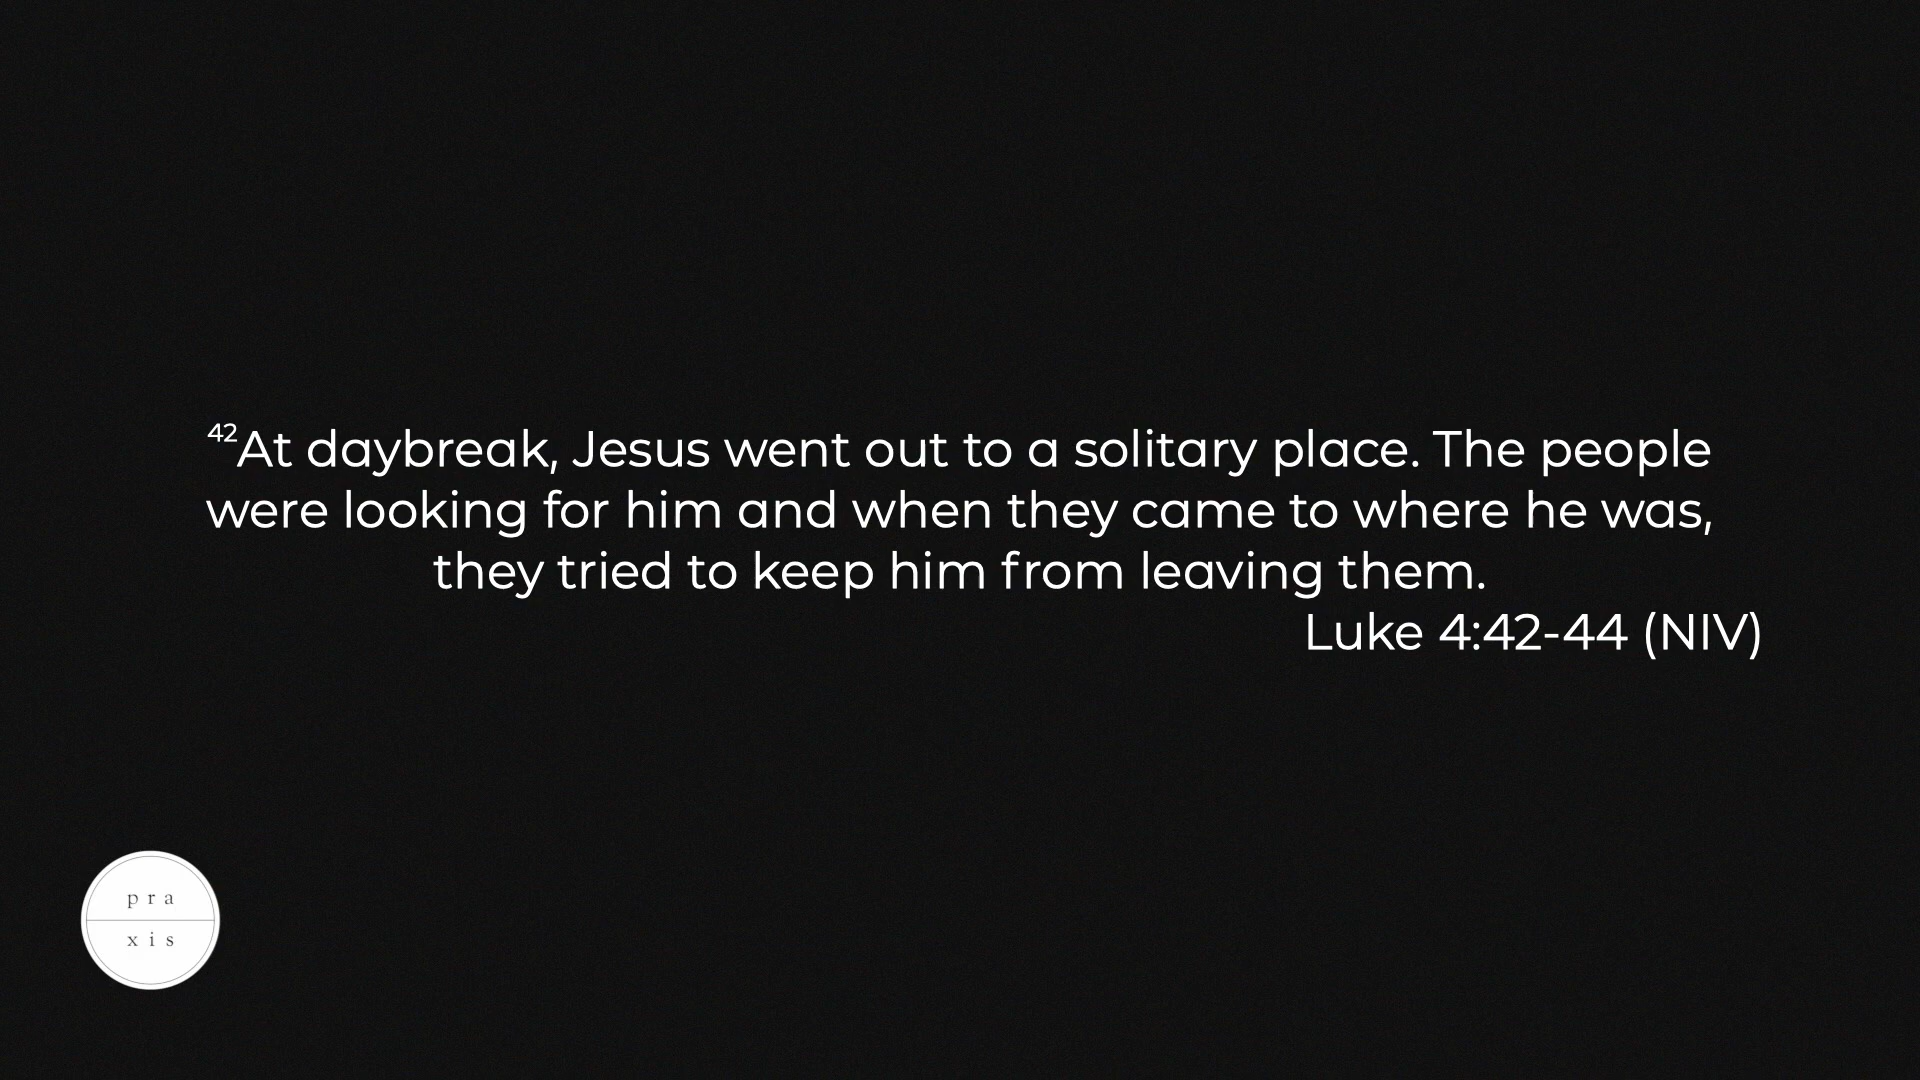 42At daybreak, Jesus went out to a solitary place. The people
were looking for him and when they came to where he was,
they tried to keep him from leaving them.
Luke 4:42-44 (NIV)
pra
xis